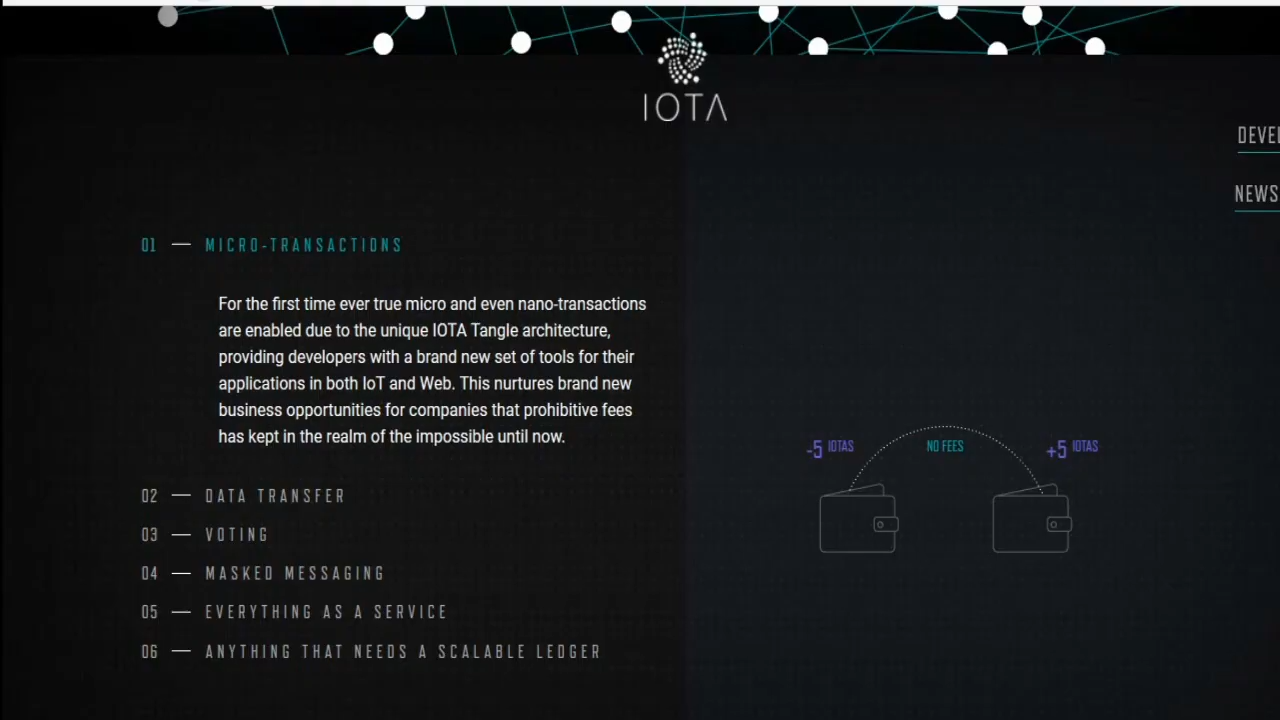 IOTA
DEVE
NEWS
01 — MICRO-TRANSACTIONS
For the first time ever true micro and even nano-transactions
are enabled due to the unique IOTA Tangle architecture,
providing developers with a brand new set of tools for their
applications in both IoT and Web. This nurtures brand new
business opportunities for companies that prohibitive fees
has kept in the realm of the impossible until now.
-5 IOTAS
NO FEES
+5 IOTAS
02 — DATA TRANSFER
03 — VOTING
04 — MASKED MESSAGING
05 — EVERYTHING AS A SERVICE
06 — ANYTHING THAT NEEDS A SCALABLE LEDGER